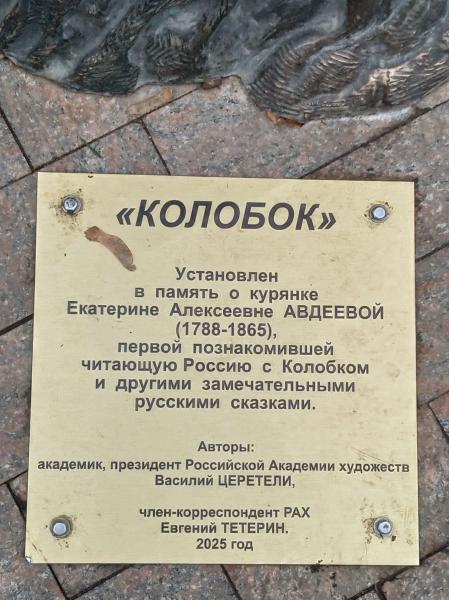 «КОЛОБОК»
Установлен
в память о курянке
Екатерине Алексеевне АВДЕЕВОЙ
(1788-1865),
первой познакомившей
читающую Россию с Колобком
и другими замечательными
русскими сказками.
Авторы:
академик, президент Российской Академии художеств
Василий ЦЕРЕТЕЛИ,
член-корреспондент РАХ
Евгений ТЕТЕРИН.
2025 год